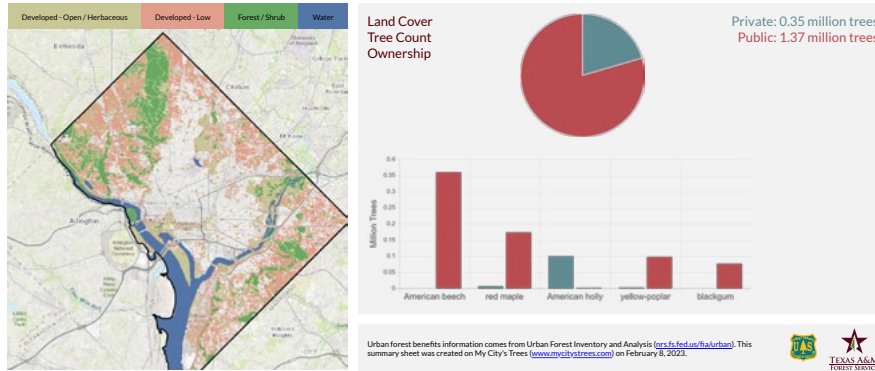 Developed - Open / Herbaceous
Developed - Low
Forest / Shrub
Water
Bethesda
Chillum
Arlington
Land Cover
Tree Count
Ownership
Private: 0.35 million trees
Public: 1.37 million trees
Million Trees
0.4
0.35
0.3
0.25
0.2
0.15
0.1
0.05
0
American beech
red maple
American holly
yellow-poplar
blackgum
Urban forest benefits information comes from Urban Forest Inventory and Analysis (nrs.fs.fed.us/fia/urban). This
summary sheet was created on My City's Trees (www.mycitystrees.com) on February 8, 2023.
U S
TEXAS A&M
FOREST SERVICE